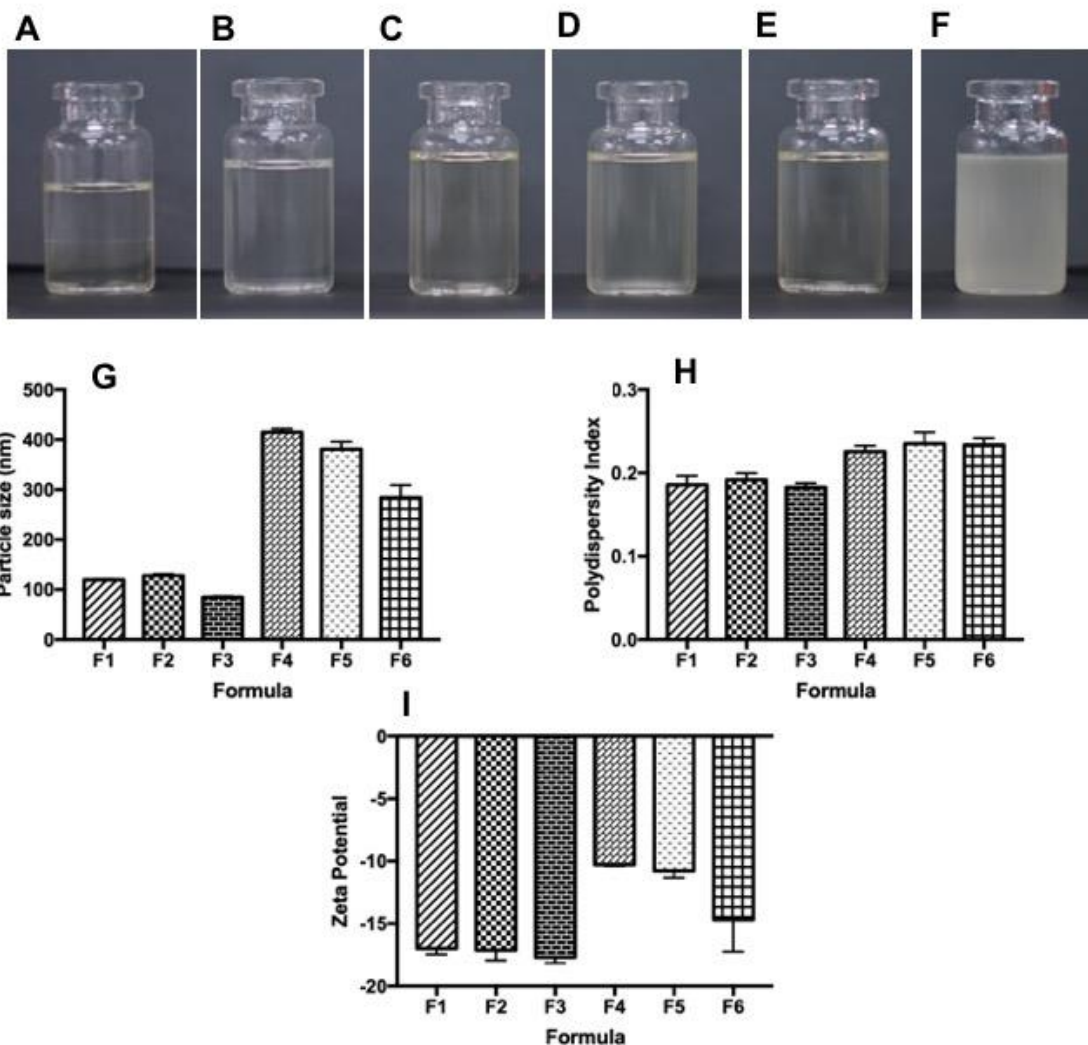 A B C D E F
G
500
400
300
200
100
0
Particle size (nm)
F1 F2 F3 F4 F5 F6
Formula
H
0.3
0.2
0.1
0.0
Polydispersity Index
F1 F2 F3 F4 F5 F6
Formula
I
0
-5
-10
-15
-20
Zeta Potential
F1 F2 F3 F4 F5 F6
Formula